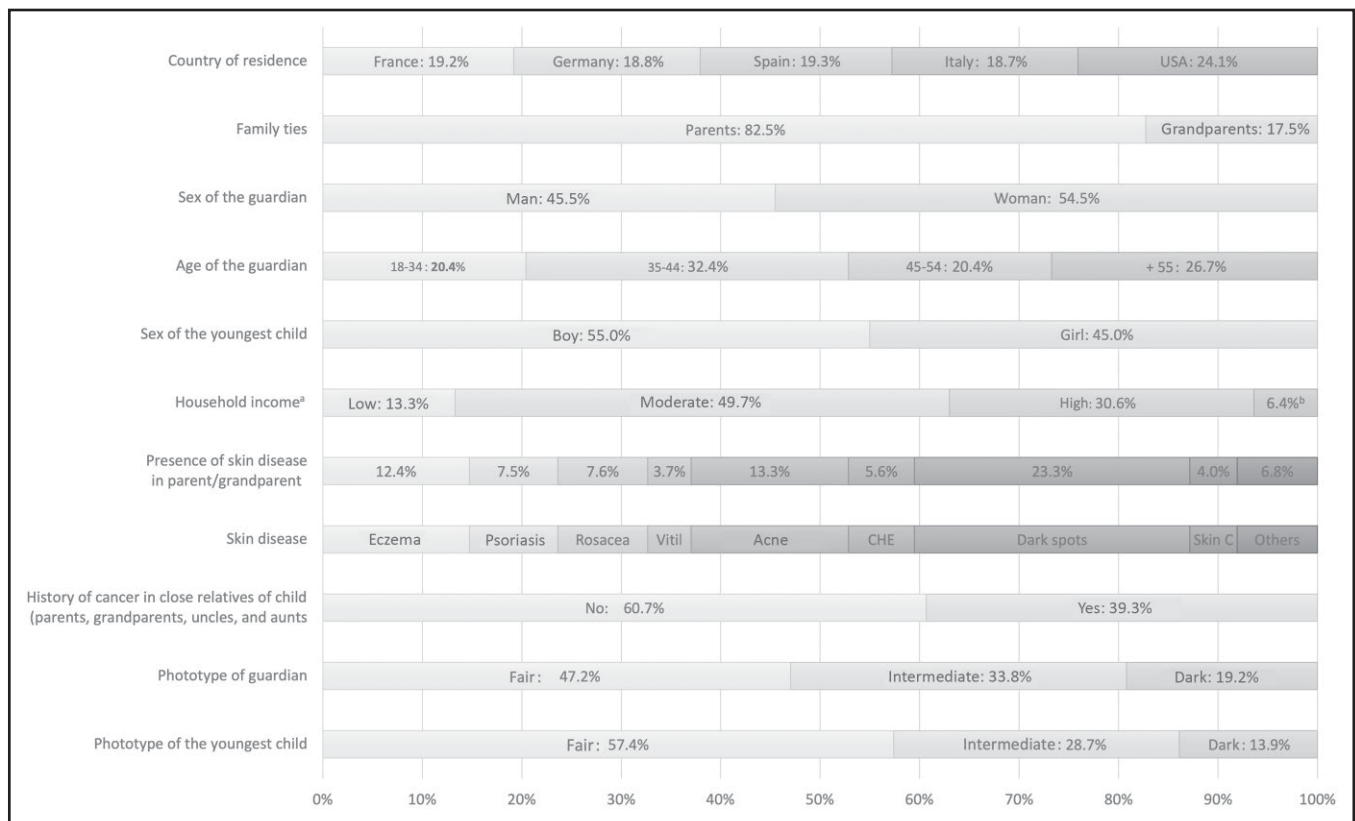 Country of residence France: 19.2% Germany: 18.8% Spain: 19.3% Italy: 18.7% USA: 24.1%
Family ties Parents: 82.5% Grandparents: 17.5%
Sex of the guardian Man: 45.5% Woman: 54.5%
Age of the guardian 18-34: 20.4% 35-44: 32.4% 45-54: 20.4% + 55: 26.7%
Sex of the youngest child Boy: 55.0% Girl: 45.0%
Household incomeᵃ Low: 13.3% Moderate: 49.7% High: 30.6% 6.4%ᵇ
Presence of skin disease
in parent/grandparent 12.4% 7.5% 7.6% 3.7% 13.3% 5.6% 23.3% 4.0% 6.8%
Skin disease Eczema Psoriasis Rosacea Vitil Acne CHE Dark spots Skin C Others
History of cancer in close relatives of child
(parents, grandparents, uncles, and aunts No: 60.7% Yes: 39.3%
Phototype of guardian Fair: 47.2% Intermediate: 33.8% Dark: 19.2%
Phototype of the youngest child Fair: 57.4% Intermediate: 28.7% Dark: 13.9%
0% 10% 20% 30% 40% 50% 60% 70% 80% 90% 100%